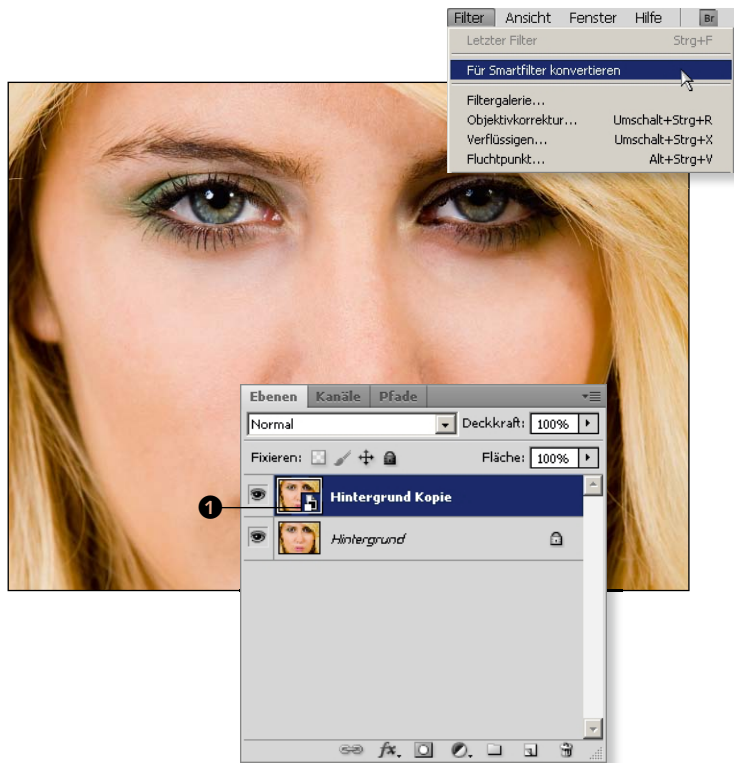 Filter Ansicht Fenster Hilfe Br
Letzter Filter Strg+F
Für Smartfilter konvertieren
Filtergalerie...
Objektivkorrektur... Umschalt+Strg+R
Verflüssigen... Umschalt+Strg+X
Fluchtpunkt... Alt+Strg+V
Ebenen Kanäle Pfade
Normal Deckkraft: 100%
Fixieren: Fläche: 100%
1 Hintergrund Kopie
Hintergrund
fx.